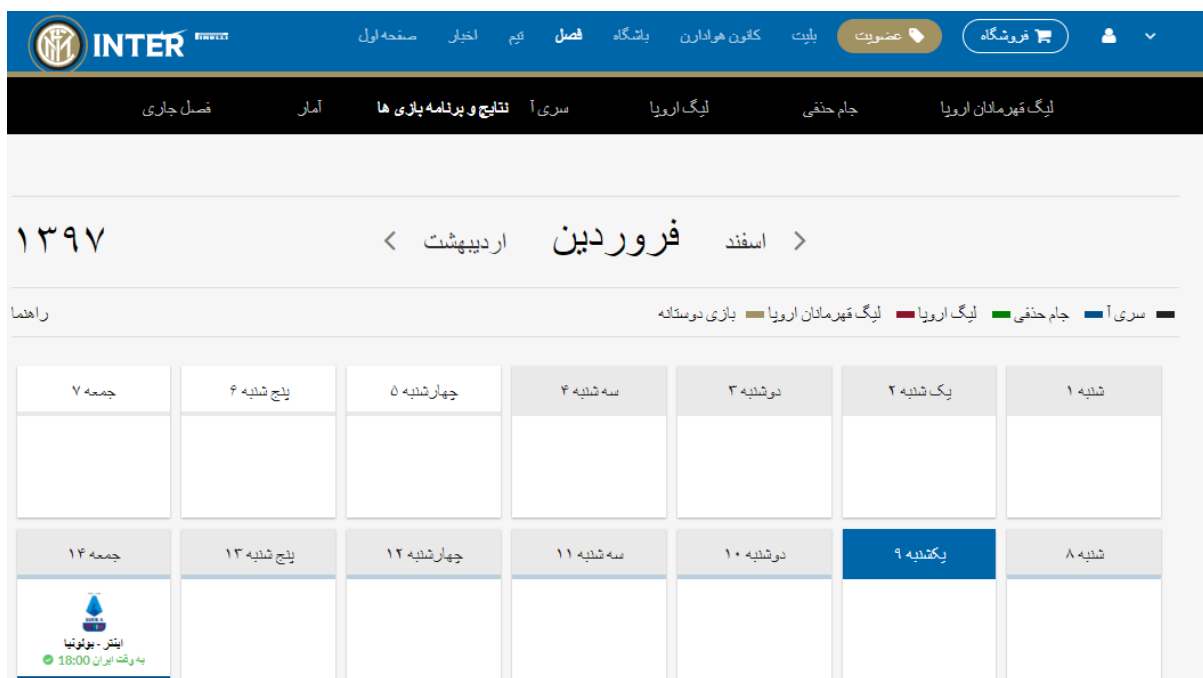 INTER PIRELLI
صفحه اول اخبار تیم فصل باشگاه کانون هوادارن بلیت عضویت فروشگاه
فصل جاری آمار نتایج و برنامه بازی ها سری آ لیگ اروپا جام حذفی لیگ قهرمانان اروپا
اسفند فروردین اردیبهشت ۱۳۹۷
سری آ جام حذفی لیگ اروپا لیگ قهرمانان اروپا بازی دوستانه راهنما
شنبه ۱ یک شنبه ۲ دوشنبه ۳ سه شنبه ۴ چهارشنبه ۵ پنج شنبه ۶ جمعه ۷
شنبه ۸ یکشنبه ۹ دوشنبه ۱۰ سه شنبه ۱۱ چهارشنبه ۱۲ پنج شنبه ۱۳ جمعه ۱۴
اینتر - بولونیا
به وقت ایران 18:00